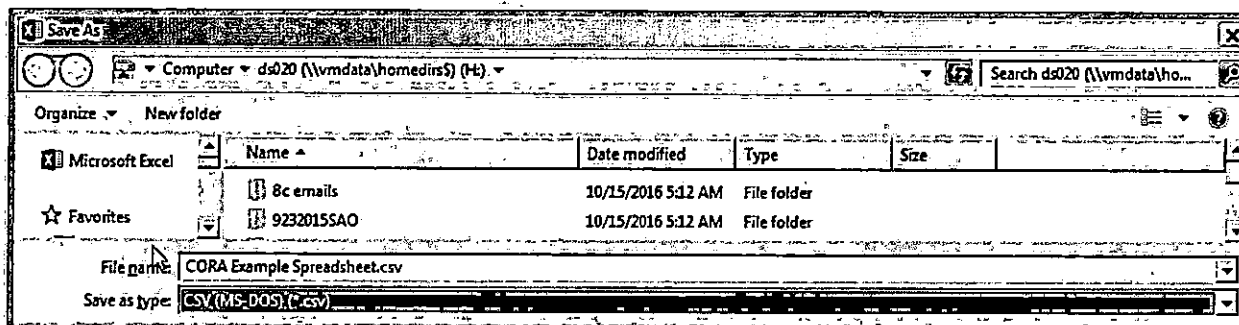 Save As
Computer ds020 (\\vmdata\homedirs$) (H:)
Search ds020 (\\vmdata\ho...
Organize New folder
Microsoft Excel
Favorites
Name Date modified Type Size
8c emails 10/15/2016 5:12 AM File folder
9232015SAO 10/15/2016 5:12 AM File folder
File name: CORA Example Spreadsheet.csv
Save as type: CSV (MS-DOS) (*.csv)